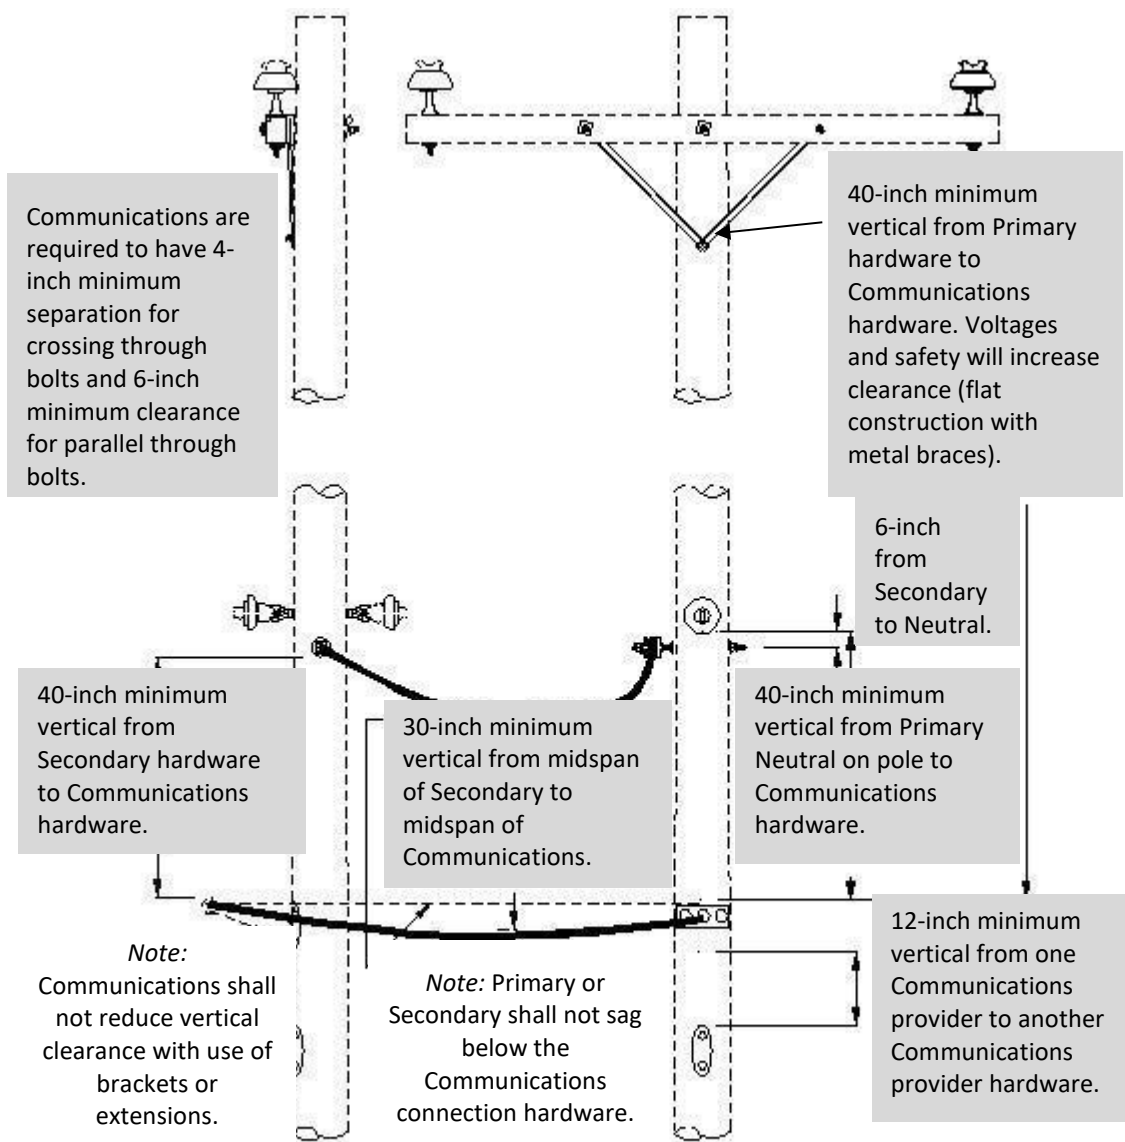 Communications are
required to have 4-
inch minimum
separation for
crossing through
bolts and 6-inch
minimum clearance
for parallel through
bolts.
40-inch minimum
vertical from Primary
hardware to
Communications
hardware. Voltages
and safety will increase
clearance (flat
construction with
metal braces).
6-inch
from
Secondary
to Neutral.
40-inch minimum
vertical from
Secondary hardware
to Communications
hardware.
30-inch minimum
vertical from midspan
of Secondary to
midspan of
Communications.
40-inch minimum
vertical from Primary
Neutral on pole to
Communications
hardware.
Note:
Communications shall
not reduce vertical
clearance with use of
brackets or
extensions.
Note: Primary or
Secondary shall not sag
below the
Communications
connection hardware.
12-inch minimum
vertical from one
Communications
provider to another
Communications
provider hardware.